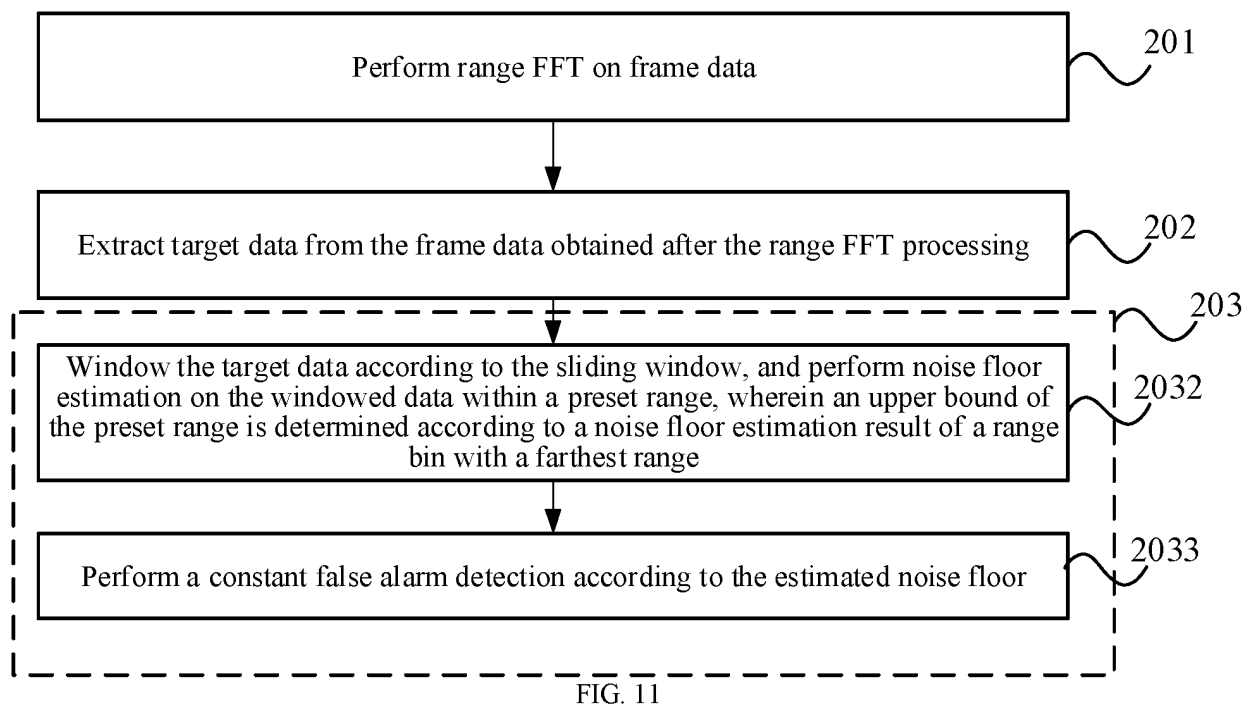 Perform range FFT on frame data
201
Extract target data from the frame data obtained after the range FFT processing
202
203
Window the target data according to the sliding window, and perform noise floor
estimation on the windowed data within a preset range, wherein an upper bound of
the preset range is determined according to a noise floor estimation result of a range
bin with a farthest range
2032
Perform a constant false alarm detection according to the estimated noise floor
2033
FIG. 11